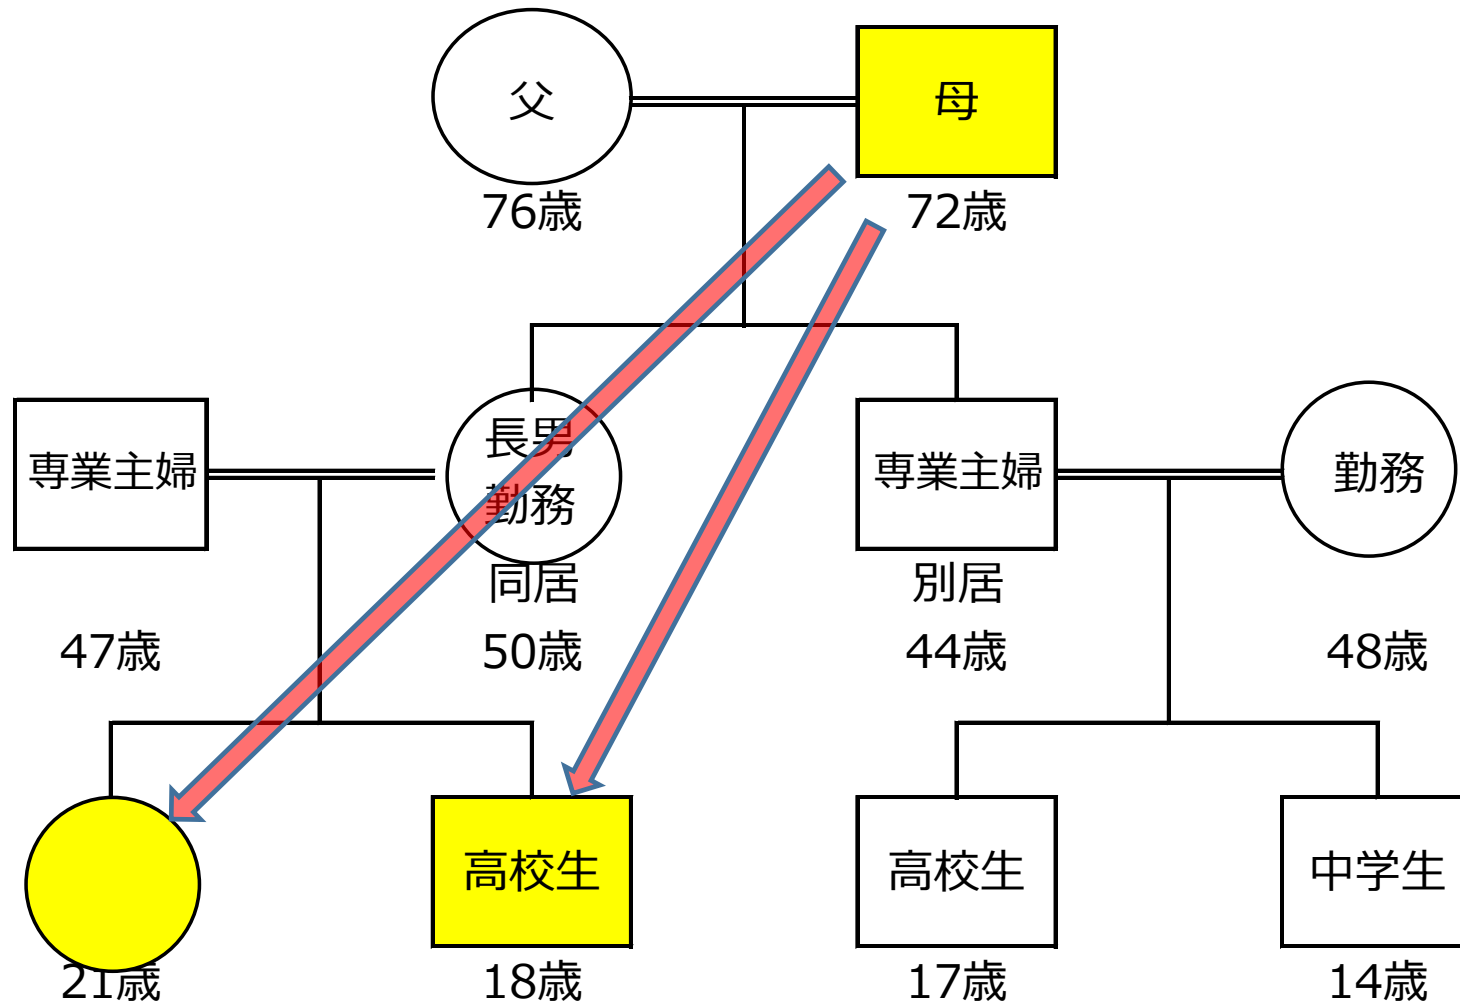 父
母
76歳
72歳
専業主婦
長男
勤務
専業主婦
勤務
同居
別居
47歳
50歳
44歳
48歳
高校生
高校生
中学生
21歳
18歳
17歳
14歳